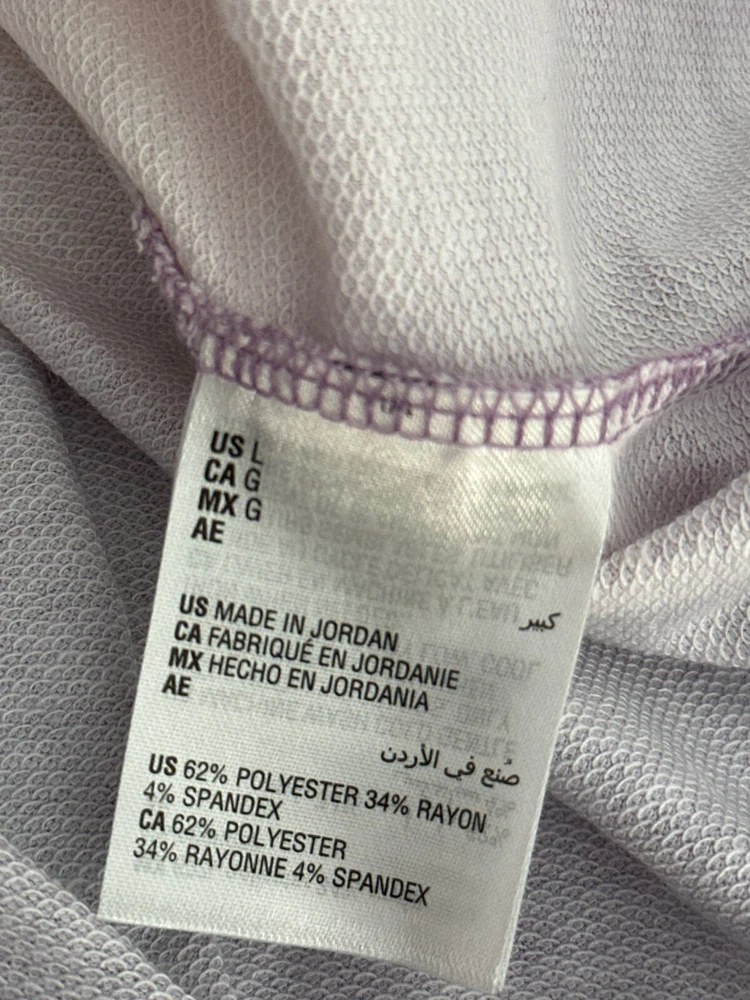 US L
CA G
MX G
AE
كبير
US MADE IN JORDAN
CA FABRIQUÉ EN JORDANIE
MX HECHO EN JORDANIA
AE
صُنع في الأردن
US 62% POLYESTER 34% RAYON
4% SPANDEX
CA 62% POLYESTER
34% RAYONNE 4% SPANDEX